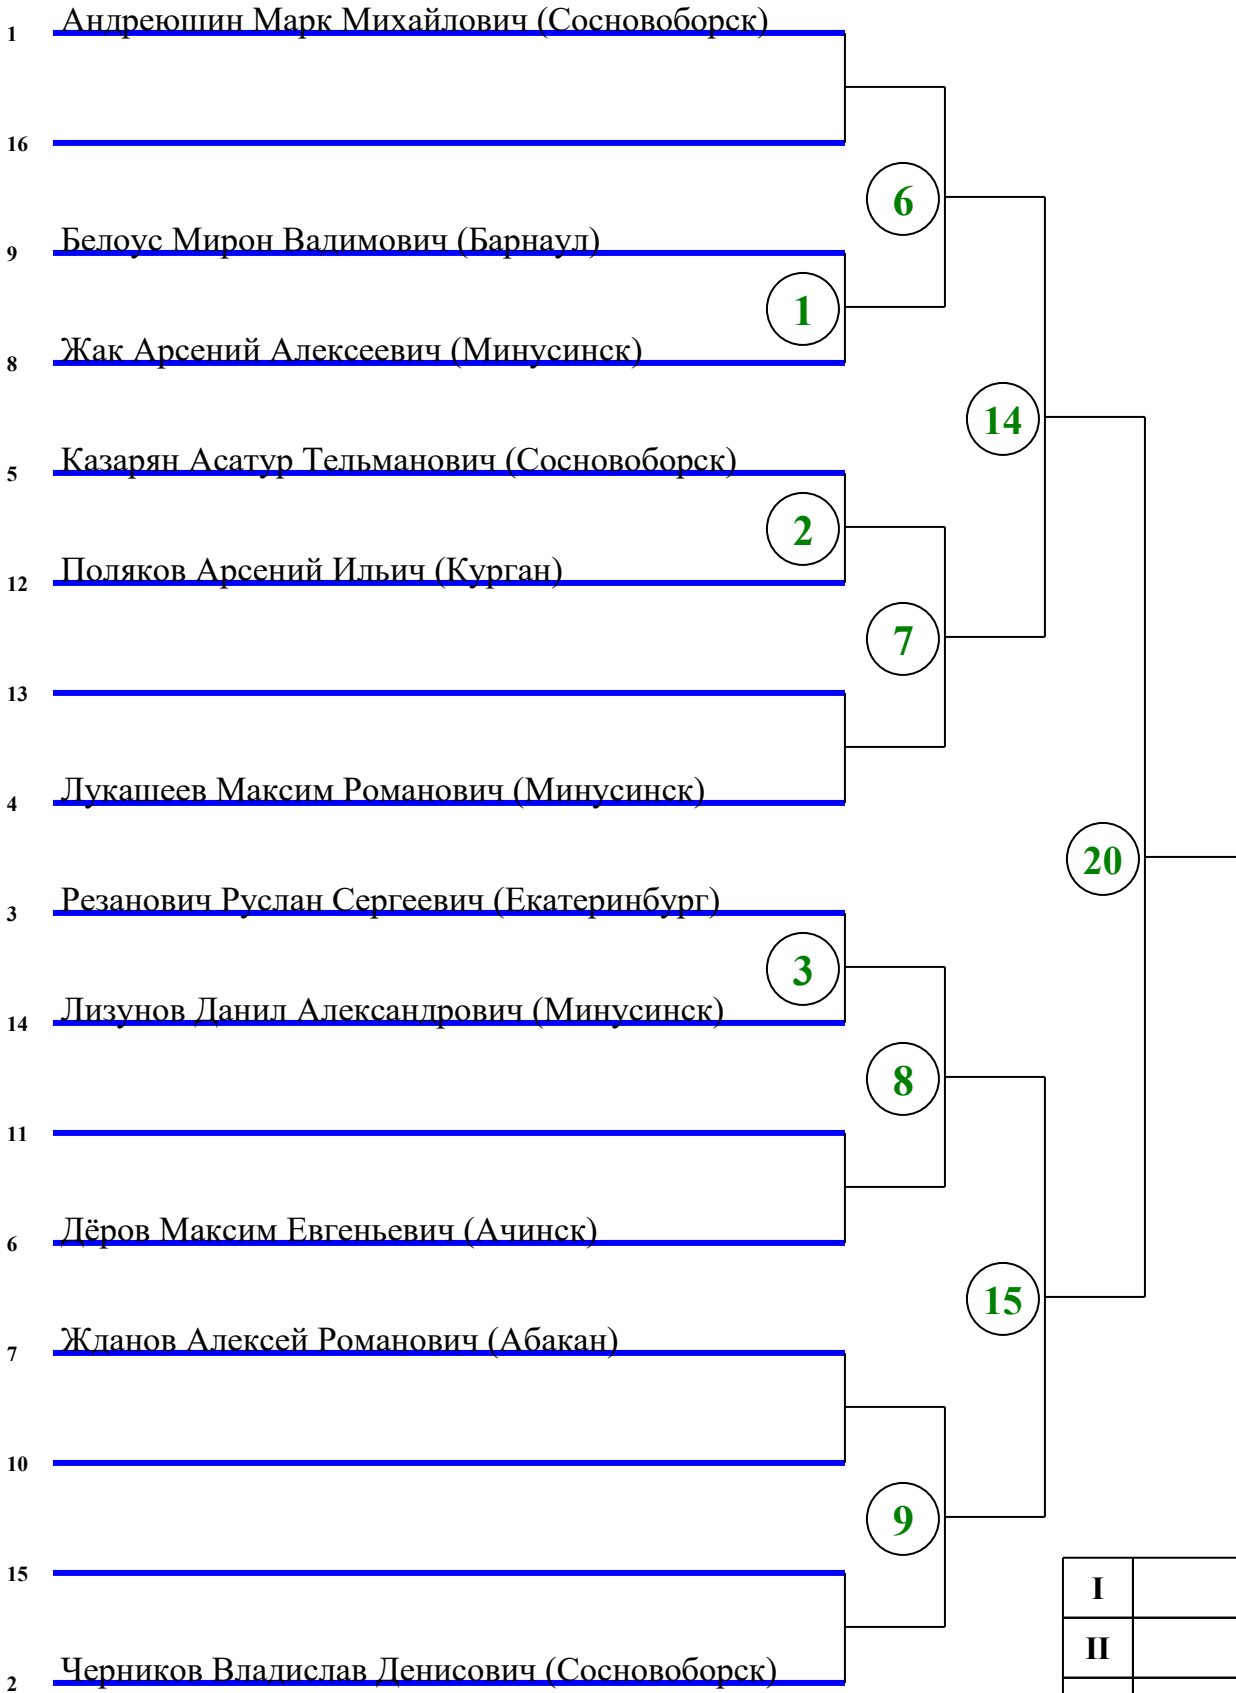 1 Андреюшин Марк Михайлович (Сосновоборск)
16
6
9 Белоус Мирон Вадимович (Барнаул)
1
8 Жак Арсений Алексеевич (Минусинск)
14
5 Казарян Асатур Тельманович (Сосновоборск)
2
12 Поляков Арсений Ильич (Курган)
7
13
4 Лукашеев Максим Романович (Минусинск)
20
3 Резанович Руслан Сергеевич (Екатеринбург)
3
14 Лизунов Данил Александрович (Минусинск)
8
11
6 Дёров Максим Евгеньевич (Ачинск)
15
7 Жданов Алексей Романович (Абакан)
10
9
15
I
II
2 Черников Владислав Денисович (Сосновоборск)